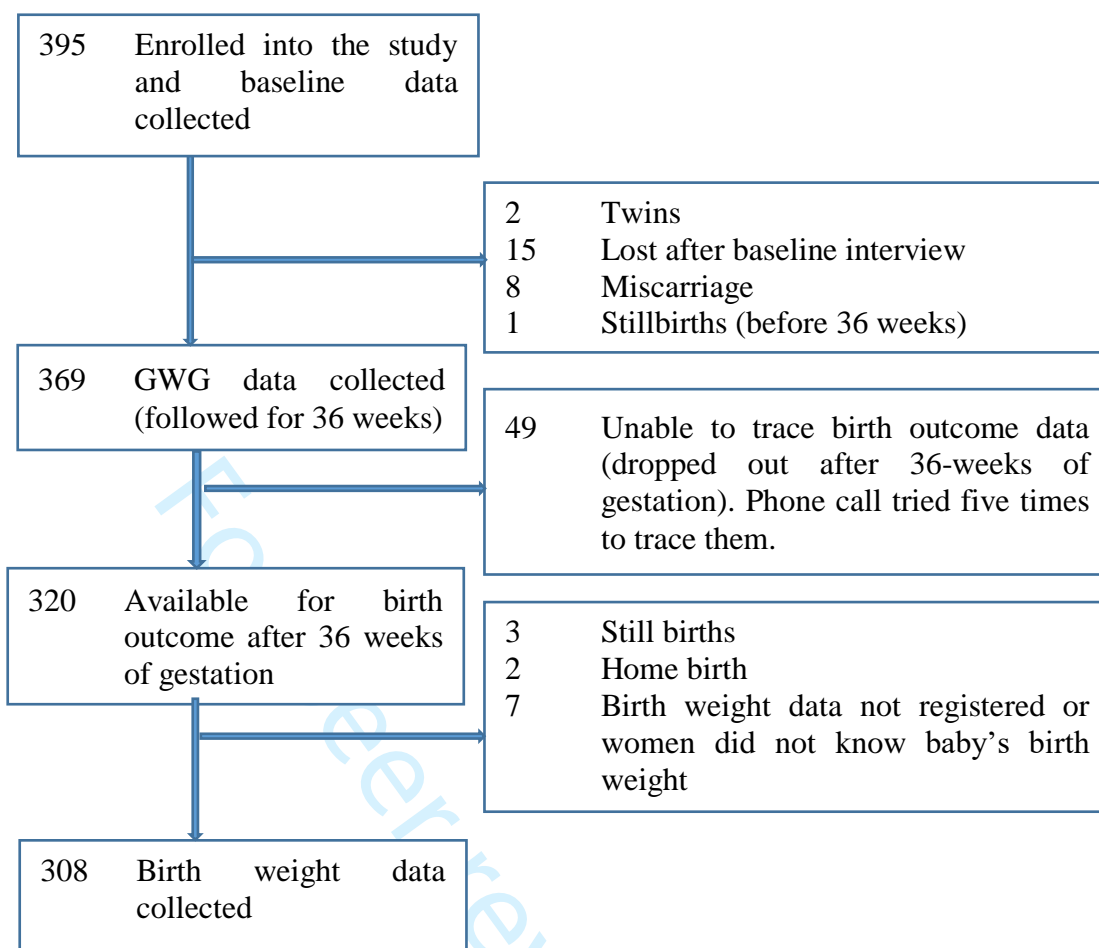 395 Enrolled into the study
and baseline data
collected
2 Twins
15 Lost after baseline interview
8 Miscarriage
1 Stillbirths (before 36 weeks)
369 GWG data collected
(followed for 36 weeks)
49 Unable to trace birth outcome data
(dropped out after 36-weeks of
gestation). Phone call tried five times
to trace them.
320 Available for birth
outcome after 36 weeks
of gestation
3 Still births
2 Home birth
7 Birth weight data not registered or
women did not know baby’s birth
weight
308 Birth weight data
collected